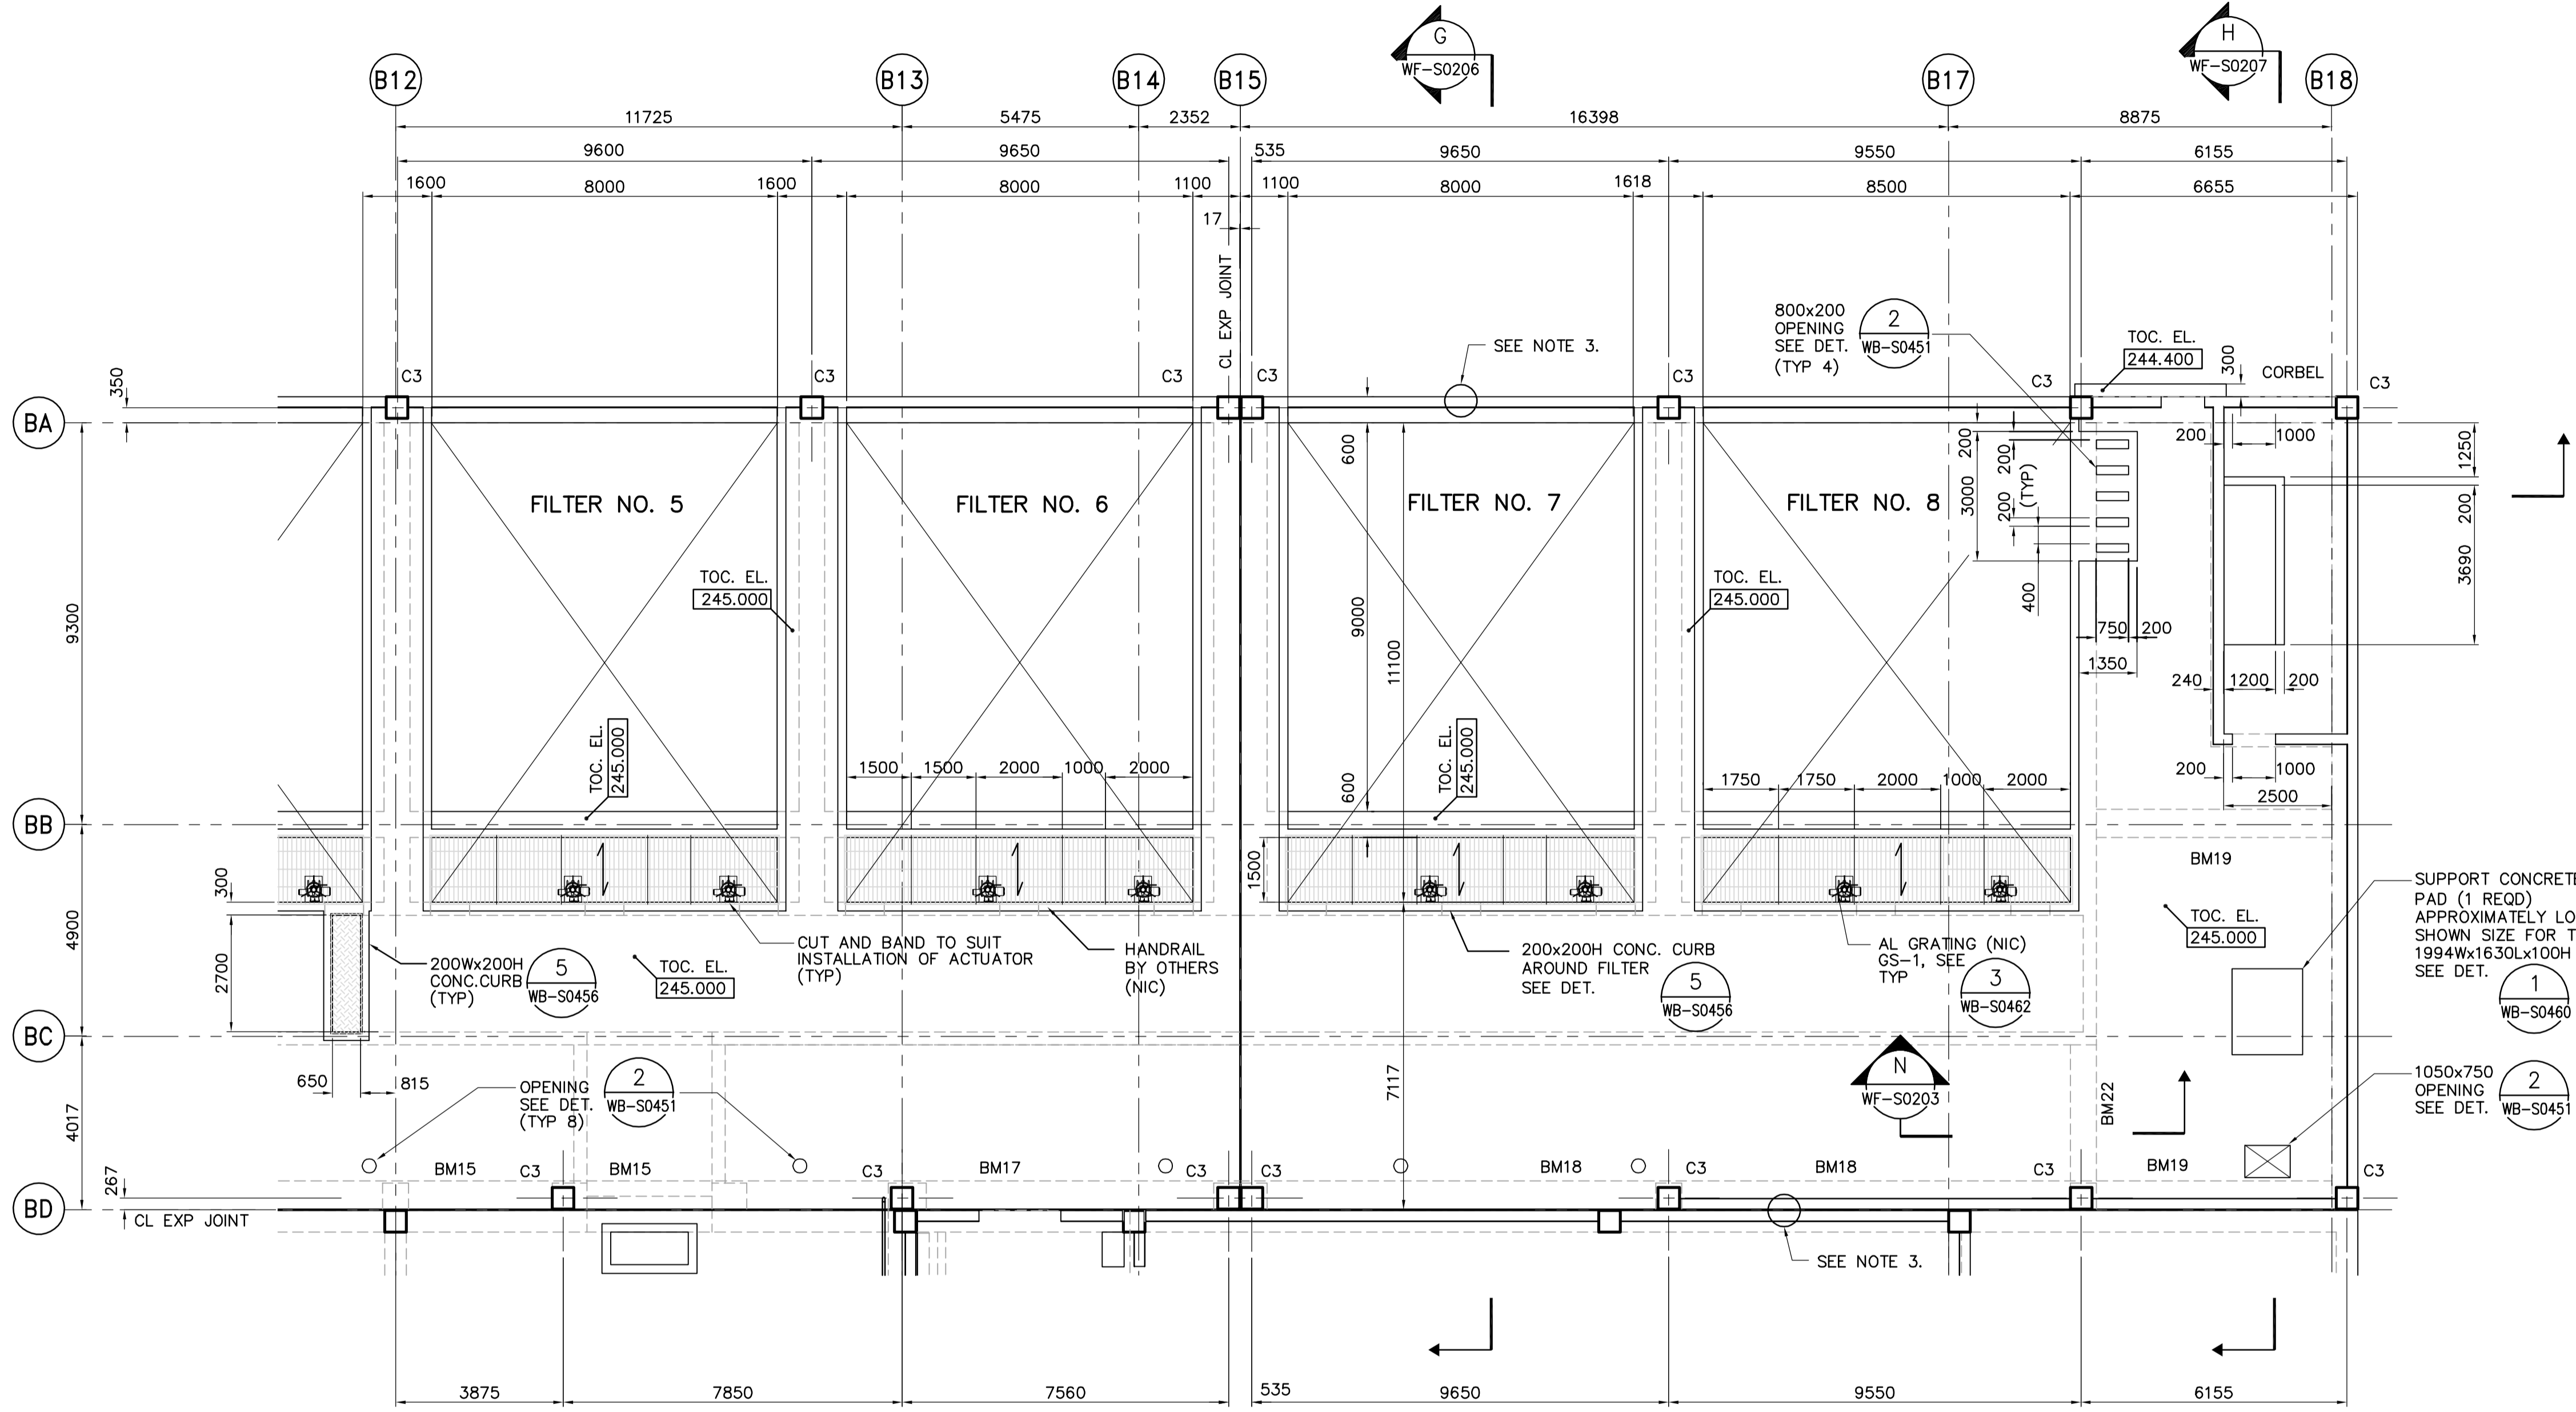 G
WF-S0206
H
WF-S0207
B12
B13
B14
B15
B17
B18
11725
5475
2352
16398
8875
9600
9650
535
9650
9550
6155
1600
8000
1600
8000
1100
1100
8000
1618
8500
6655
17
CL EXP JOINT
SEE NOTE 3.
800x200
OPENING
SEE DET.
(TYP 4)
2
WB-S0451
TOC. EL.
244.400
300
CORBEL
350
C3
C3
C3
C3
C3
C3
C3
BA
600
200
200
(TYP)
3000
200
400
200
1000
1250
200
3690
FILTER NO. 5
FILTER NO. 6
FILTER NO. 7
FILTER NO. 8
TOC. EL.
245.000
TOC. EL.
245.000
9300
9000
11100
750
200
1350
240
1200
200
TOC. EL.
245.000
TOC. EL.
245.000
1500
1500
2000
1000
2000
600
1750
1750
2000
1000
2000
200
1000
2500
BB
300
1500
BM19
4900
2700
200Wx200H
CONC.CURB
(TYP)
5
WB-S0456
TOC. EL.
245.000
CUT AND BAND TO SUIT
INSTALLATION OF ACTUATOR
(TYP)
HANDRAIL
BY OTHERS
(NIC)
200x200H CONC. CURB
AROUND FILTER
SEE DET.
5
WB-S0456
AL GRATING (NIC)
GS-1, SEE
TYP
3
WB-S0462
TOC. EL.
245.000
SUPPORT CONCRETE
PAD (1 REQD)
APPROXIMATELY LO
SHOWN SIZE FOR T
1994Wx1630Lx100H
SEE DET.
1
WB-S0460
BC
650
815
OPENING
SEE DET.
(TYP 8)
2
WB-S0451
7117
N
WF-S0203
BM22
1050x750
OPENING
SEE DET.
2
WB-S0451
4017
267
BM15
C3
BM15
C3
BM17
C3
C3
BM18
C3
BM18
C3
BM19
C3
BD
CL EXP JOINT
SEE NOTE 3.
3875
7850
7560
535
9650
9550
6155